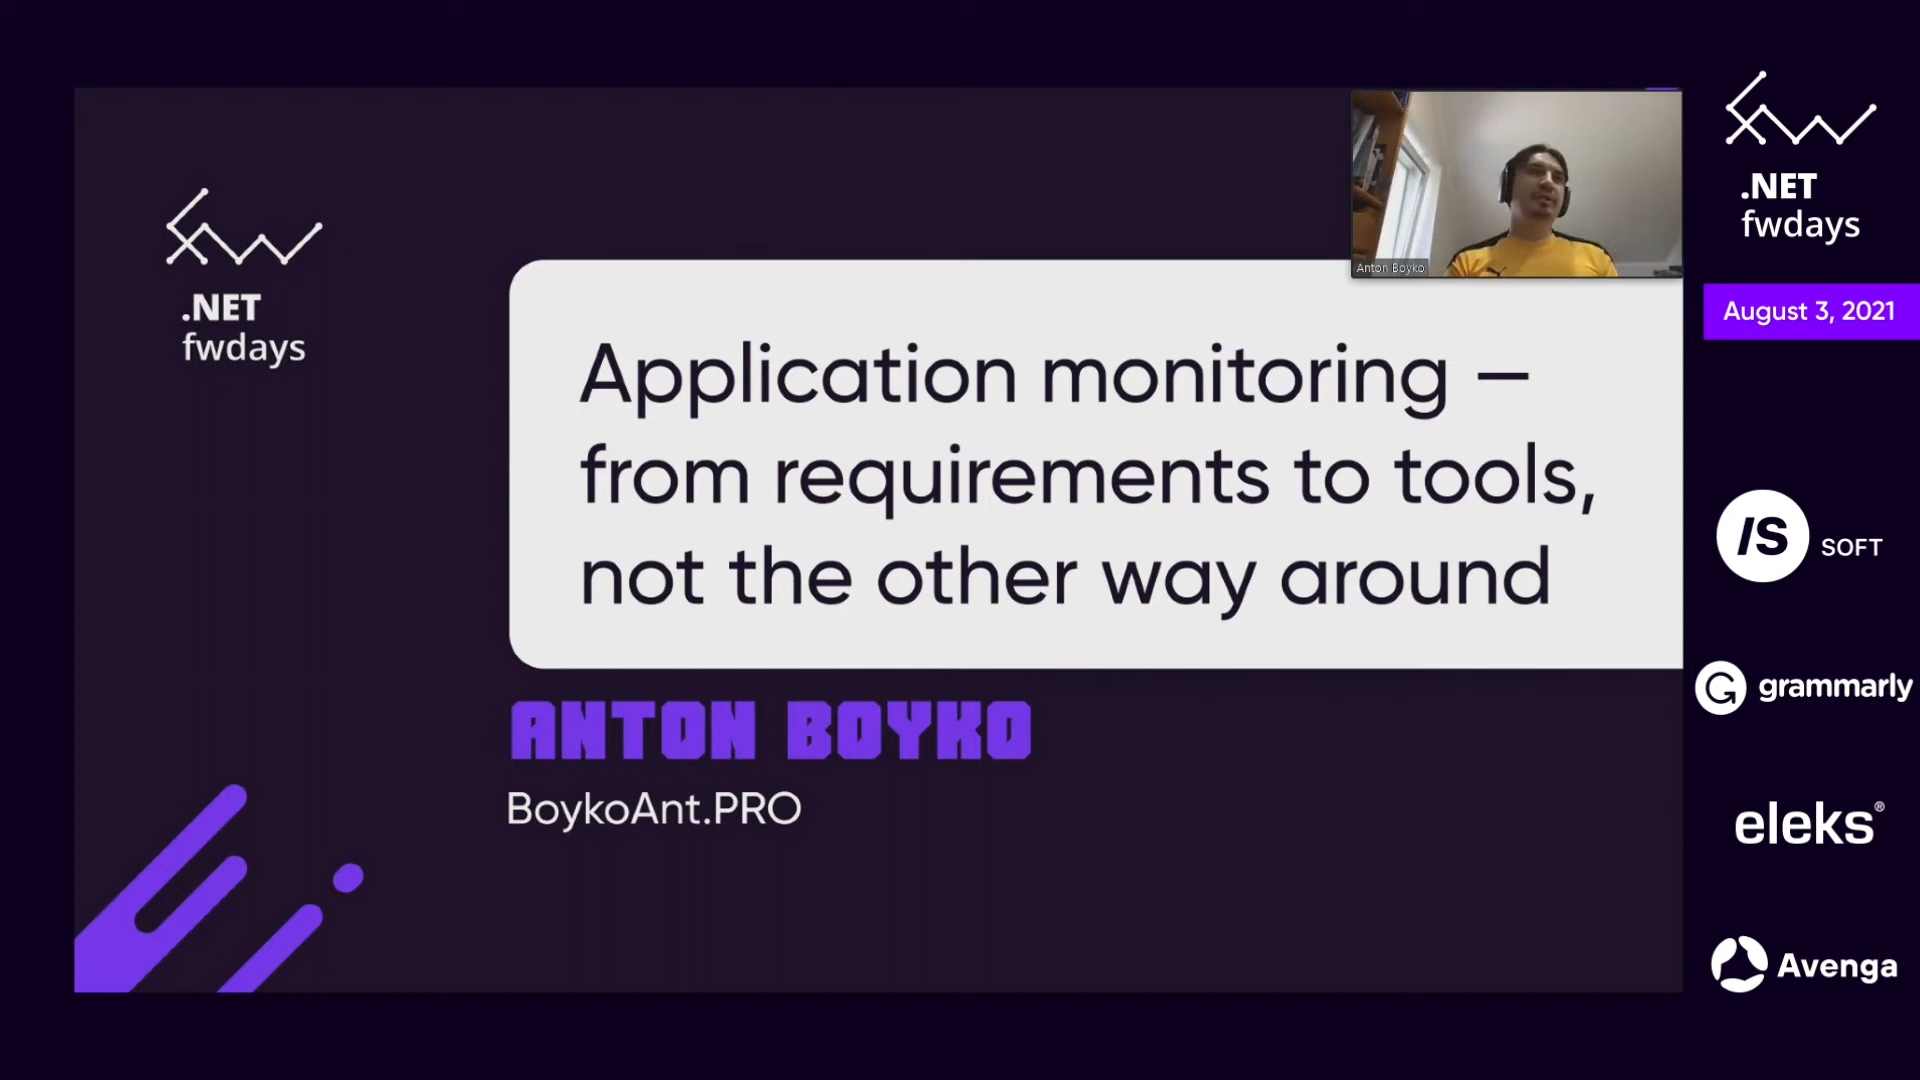 .NET
fwdays
Application monitoring —
from requirements to tools,
not the other way around
ANTON BOYKO
BoykoAnt.PRO
Anton Boyko
.NET
fwdays
August 3, 2021
/S SOFT
grammarly
eleks®
Avenga